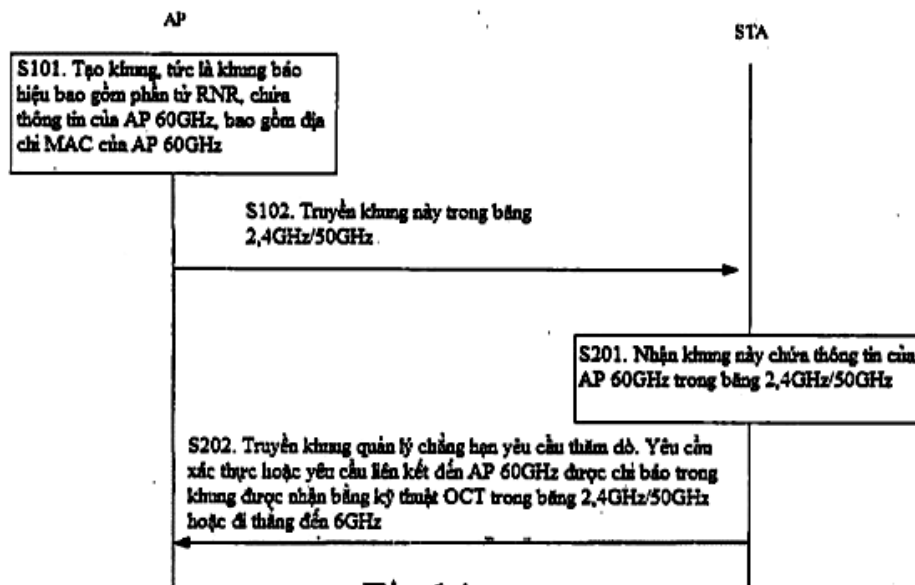 AP
STA
S101. Tạo khung, tức là khung báo
hiệu bao gồm phần tử RNR, chứa
thông tin của AP 60GHz, bao gồm địa
chỉ MAC của AP 60GHz
S102. Truyền khung này trong băng
2,4GHz/50GHz
S201. Nhận khung này chứa thông tin của
AP 60GHz trong băng 2,4GHz/50GHz
S202. Truyền khung quản lý chẳng hạn yêu cầu thăm dò. Yêu cầu
xác thực hoặc yêu cầu liên kết đến AP 60GHz được chỉ báo trong
khung được nhận bằng kỹ thuật OCT trong băng 2,4GHz/50GHz
hoặc đi thẳng đến 6GHz